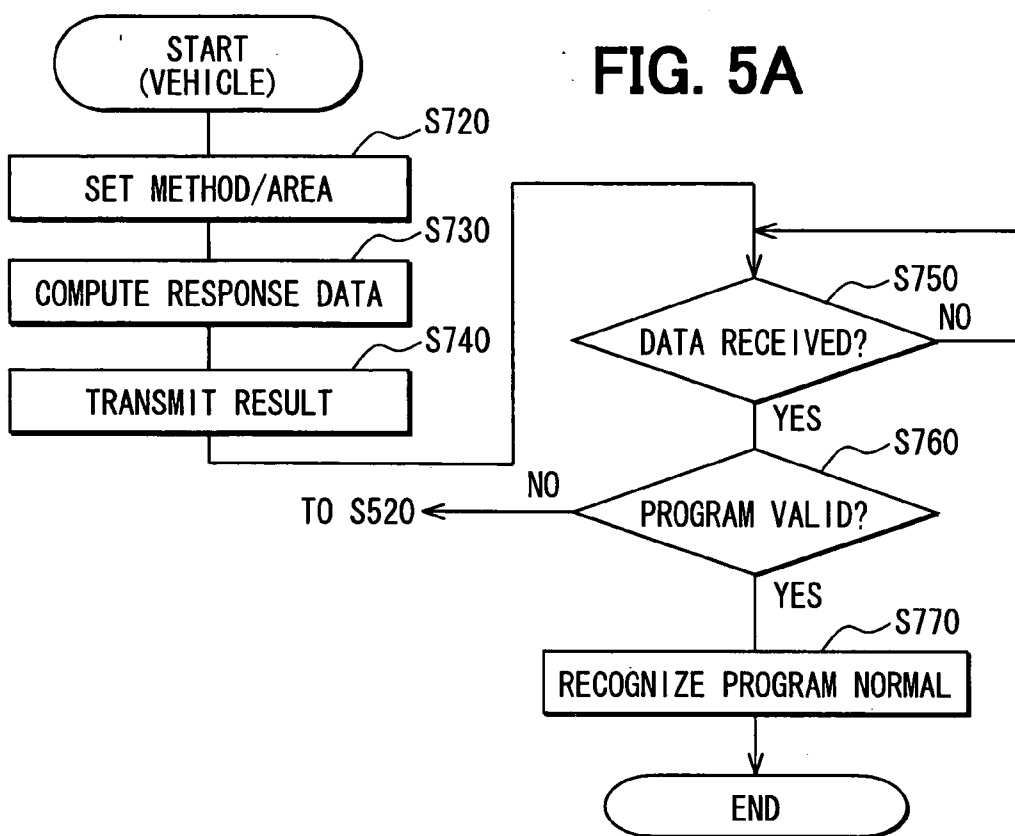 FIG. 5A
START
(VEHICLE)
S720
SET METHOD/AREA
S730
COMPUTE RESPONSE DATA
S740
TRANSMIT RESULT
S750
DATA RECEIVED?
NO
YES
S760
PROGRAM VALID?
NO
TO S520
YES
S770
RECOGNIZE PROGRAM NORMAL
END